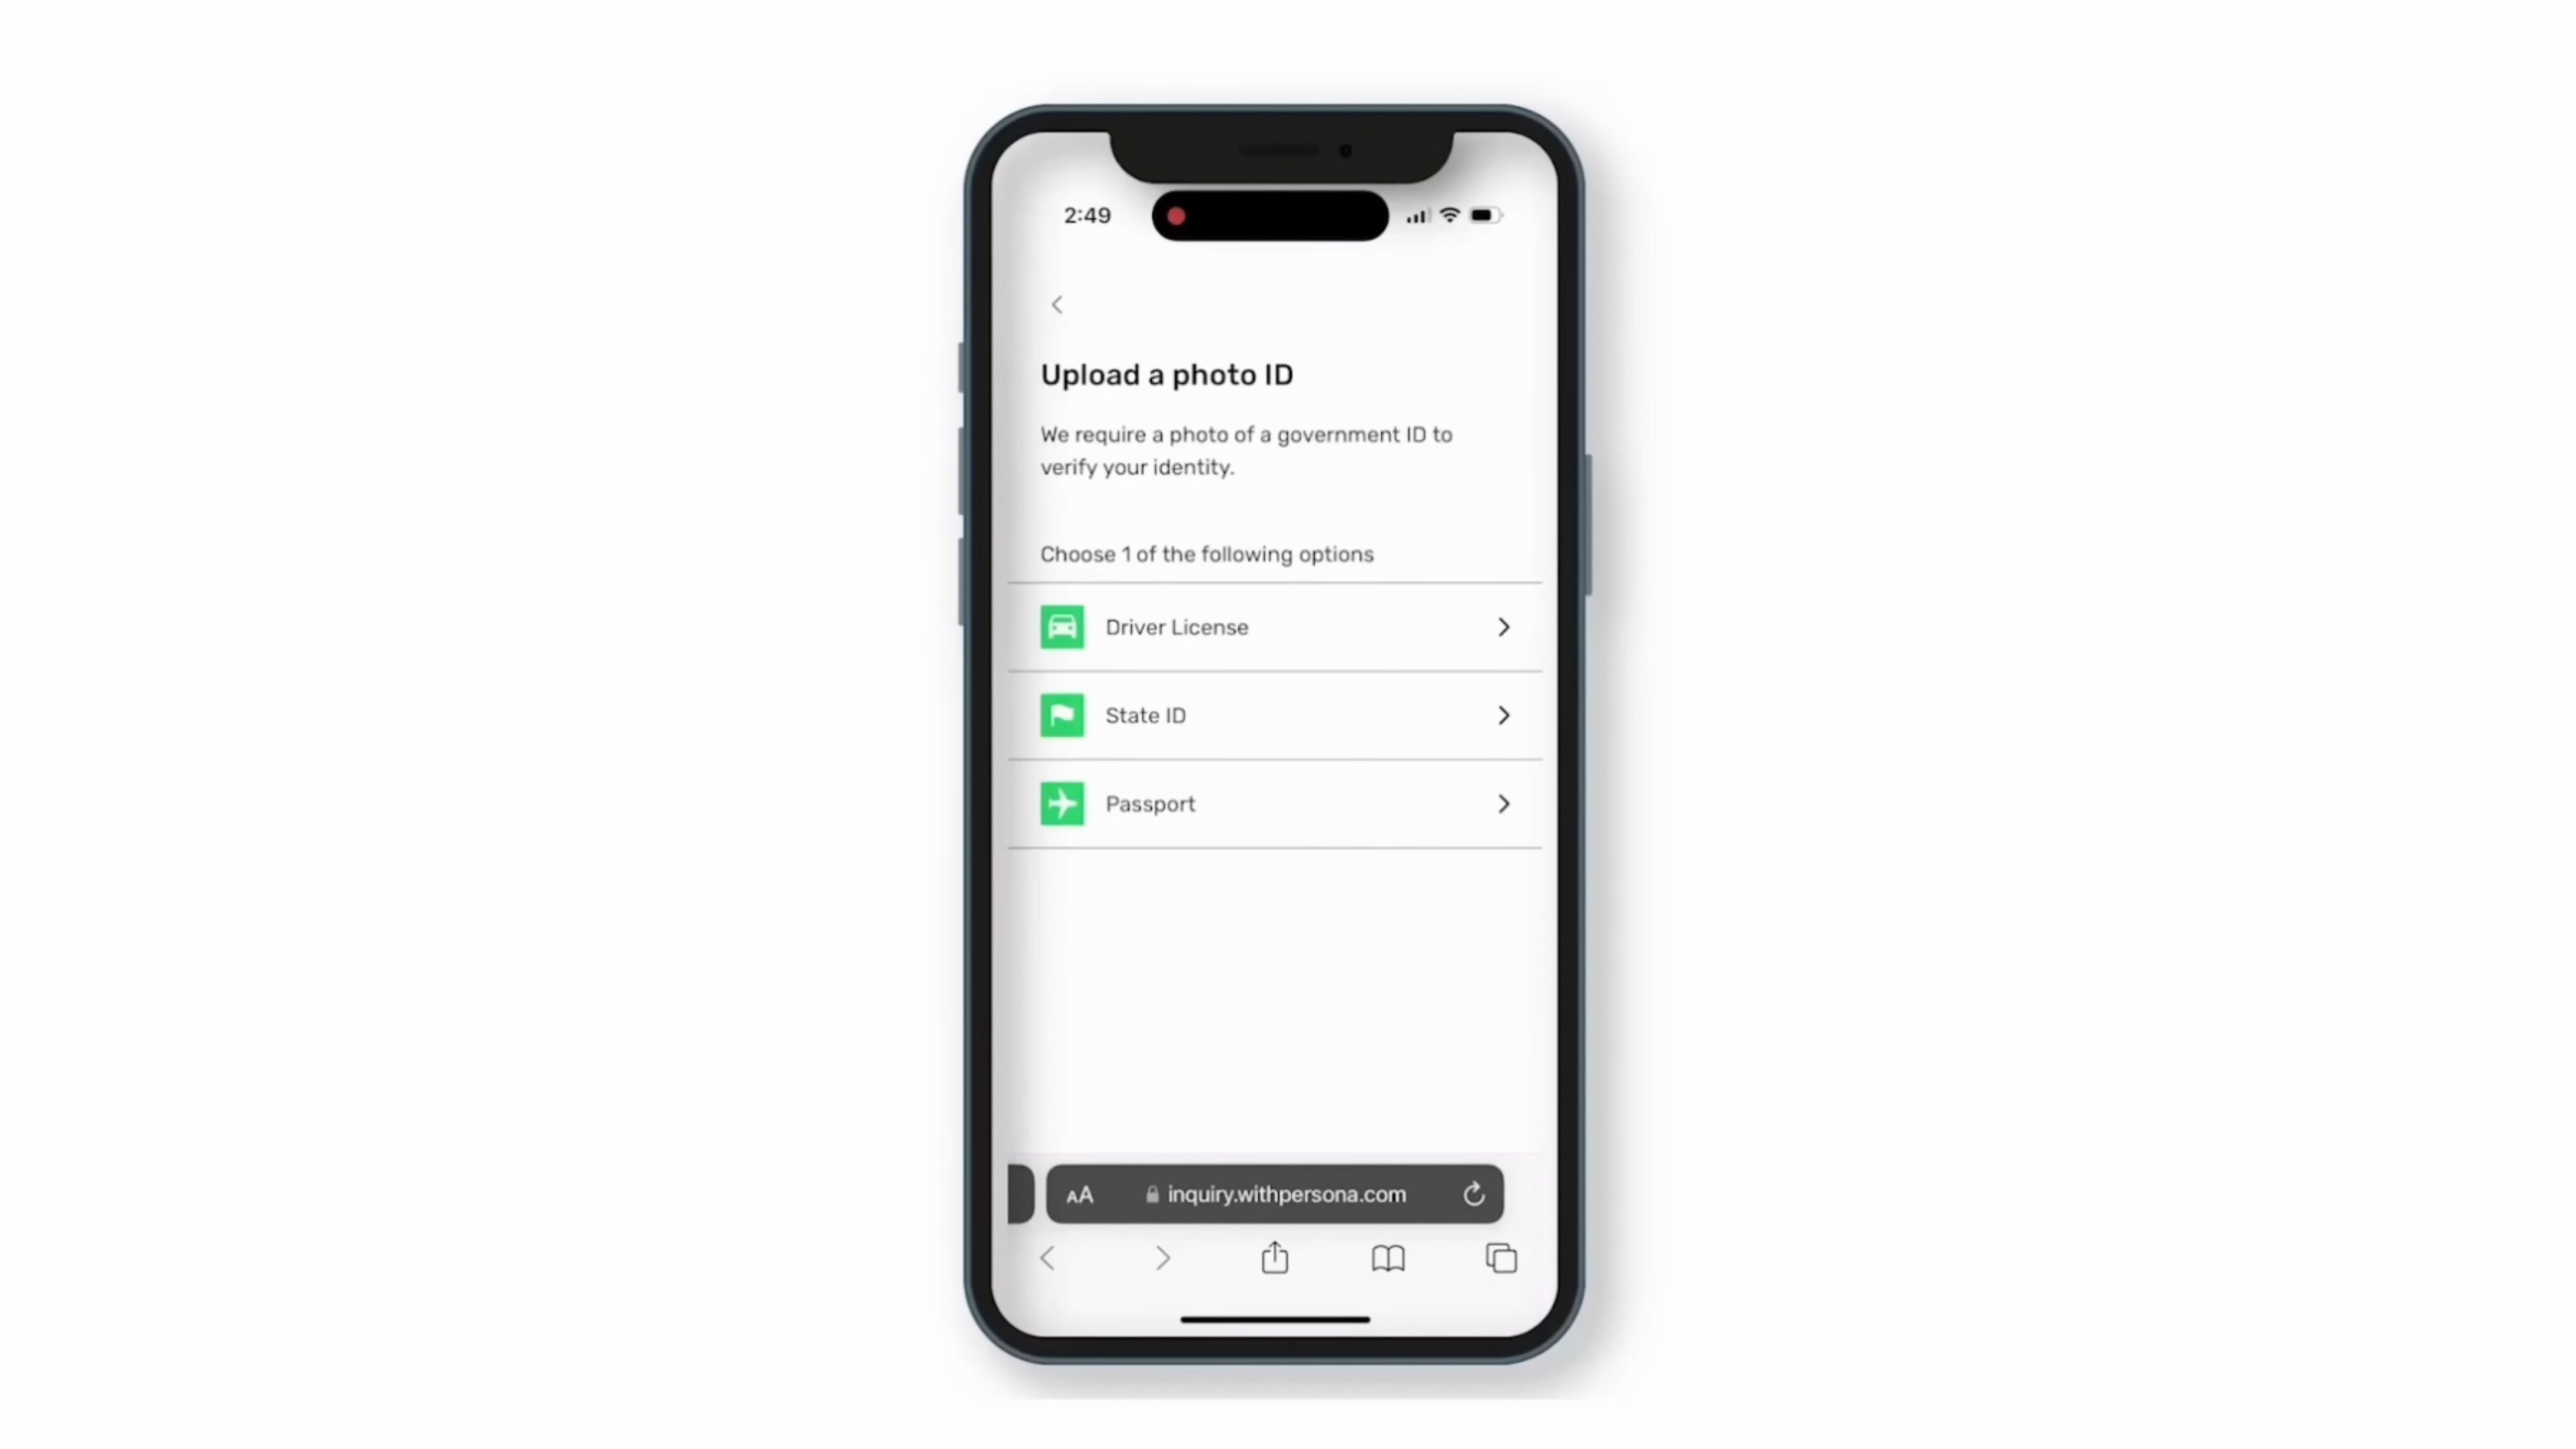 2:49
Upload a photo ID
We require a photo of a government ID to
verify your identity.
Choose 1 of the following options
Driver License
State ID
Passport
AA inquiry.withpersona.com